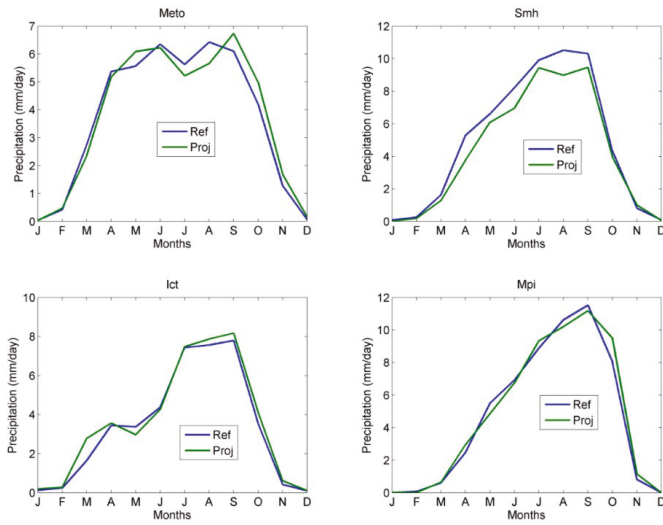 Meto
Precipitation (mm/day)
7
6
5
4
3
2
1
0
Ref
Proj
J F M A M J J A S O N D
Months
Smh
Precipitation (mm/day)
12
10
8
6
4
2
0
Ref
Proj
J F M A M J J A S O N D
Months
Ict
Precipitation (mm/day)
10
8
6
4
2
0
Ref
Proj
J F M A M J J A S O N D
Months
Mpi
Precipitation (mm/day)
12
10
8
6
4
2
0
Ref
Proj
J F M A M J J A S O N D
Months